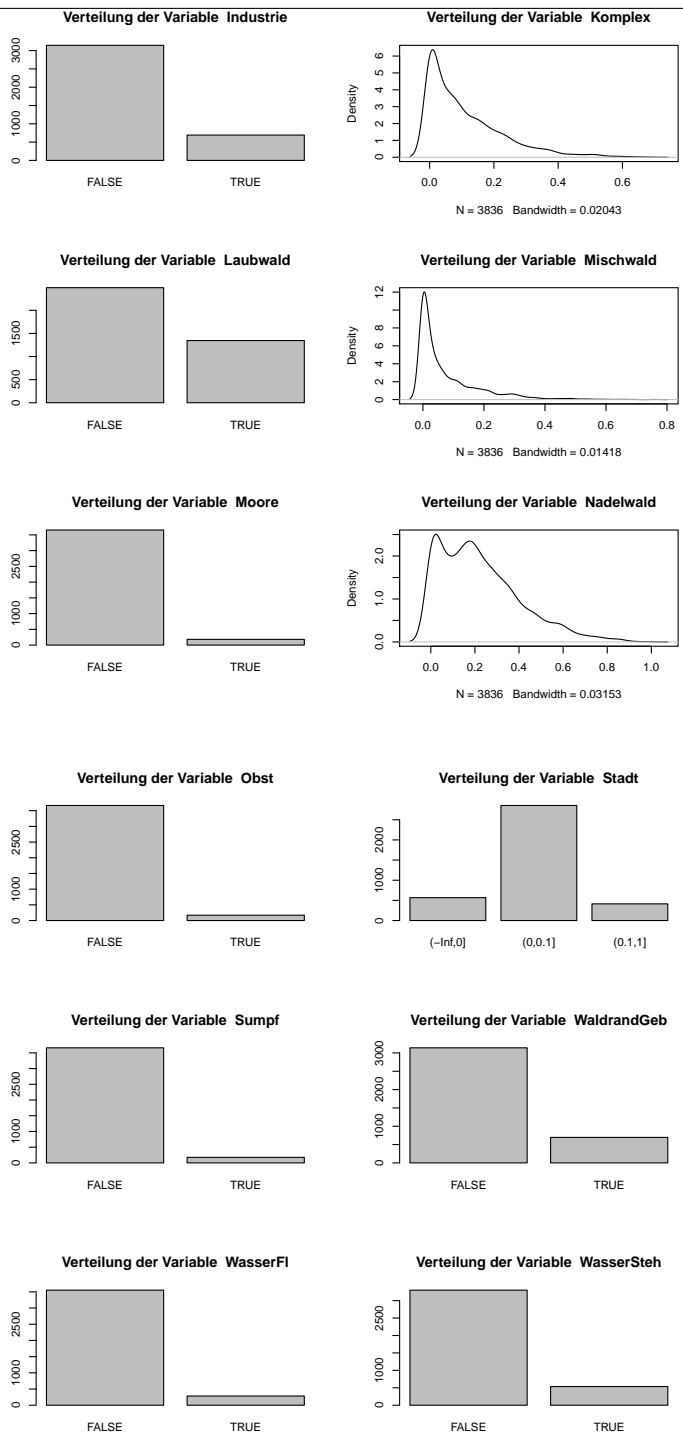 Verteilung der Variable Industrie
0 1000 3000
FALSE TRUE
Verteilung der Variable Komplex
Density
0 1 2 3 4 5 6
0.0 0.2 0.4 0.6
N = 3836 Bandwidth = 0.02043
Verteilung der Variable Laubwald
0 500 1500
FALSE TRUE
Verteilung der Variable Mischwald
Density
0 2 4 6 8 12
0.0 0.2 0.4 0.6 0.8
N = 3836 Bandwidth = 0.01418
Verteilung der Variable Moore
0 1000 2500
FALSE TRUE
Verteilung der Variable Nadelwald
Density
0.0 1.0 2.0
0.0 0.2 0.4 0.6 0.8 1.0
N = 3836 Bandwidth = 0.03153
Verteilung der Variable Obst
0 1000 2500
FALSE TRUE
Verteilung der Variable Stadt
0 1000 2000
(−Inf,0] (0,0.1] (0.1,1]
Verteilung der Variable Sumpf
0 1000 2500
FALSE TRUE
Verteilung der Variable WaldrandGeb
0 1000 2000 3000
FALSE TRUE
Verteilung der Variable WasserFl
0 1000 2500
FALSE TRUE
Verteilung der Variable WasserSteh
0 1000 2500
FALSE TRUE